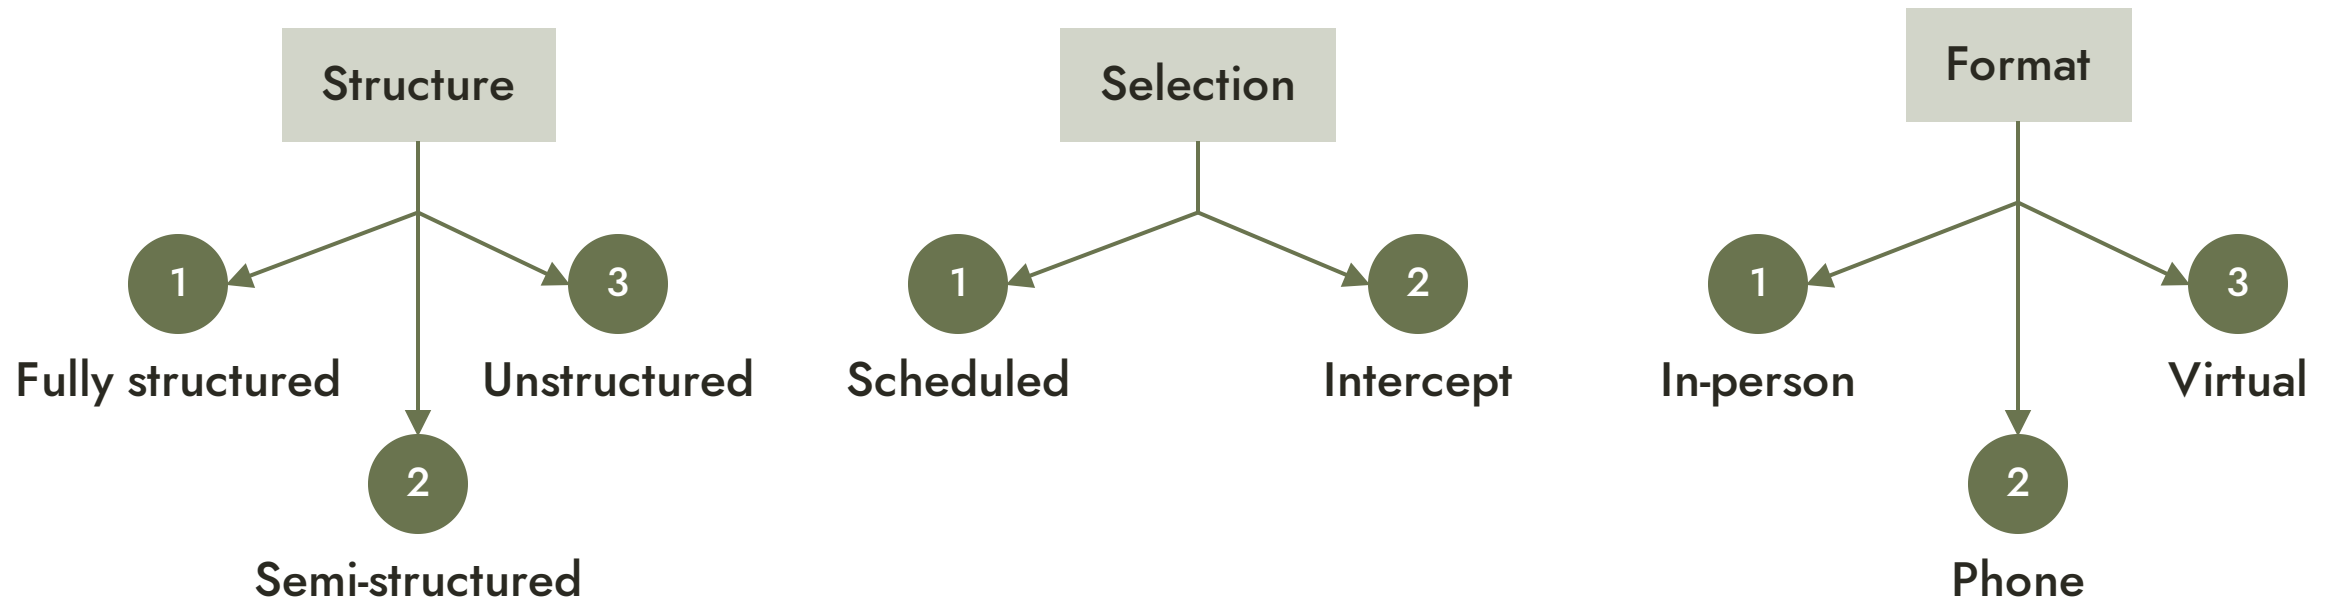 Structure
1
Fully structured
2
Semi-structured
3
Unstructured
Selection
1
Scheduled
2
Intercept
Format
1
In-person
2
Phone
3
Virtual